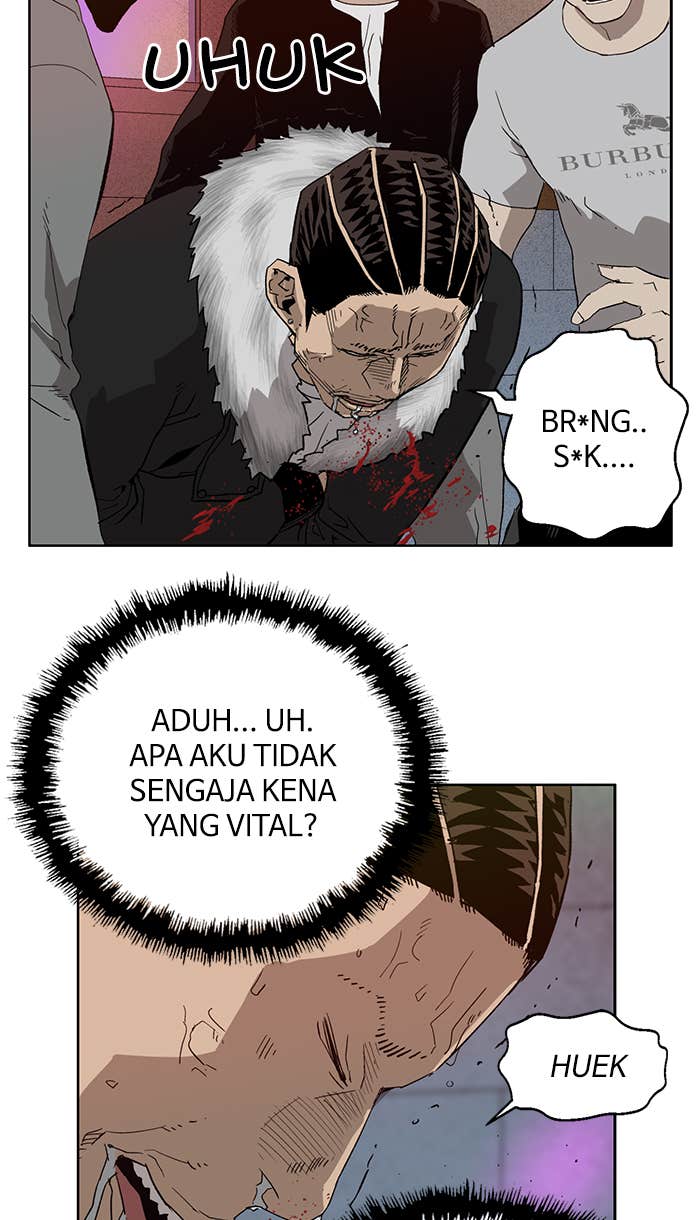 UHUK
BURBU
LOND
BR*NG..
S*K....
ADUH... UH.
APA AKU TIDAK
SENGAJA KENA
YANG VITAL?
HUEK